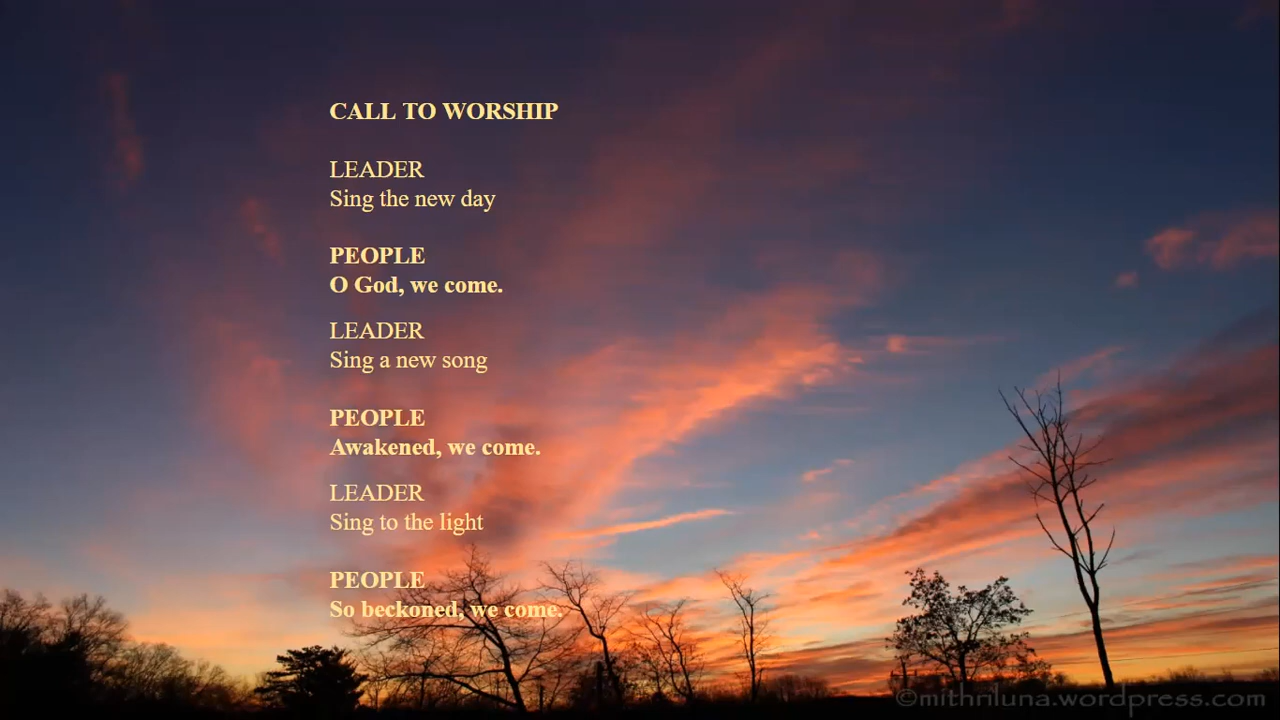 CALL TO WORSHIP
LEADER
Sing the new day
PEOPLE
O God, we come.
LEADER
Sing a new song
PEOPLE
Awakened, we come.
LEADER
Sing to the light
PEOPLE
So beckoned, we come.
©mithriluna.wordpress.com